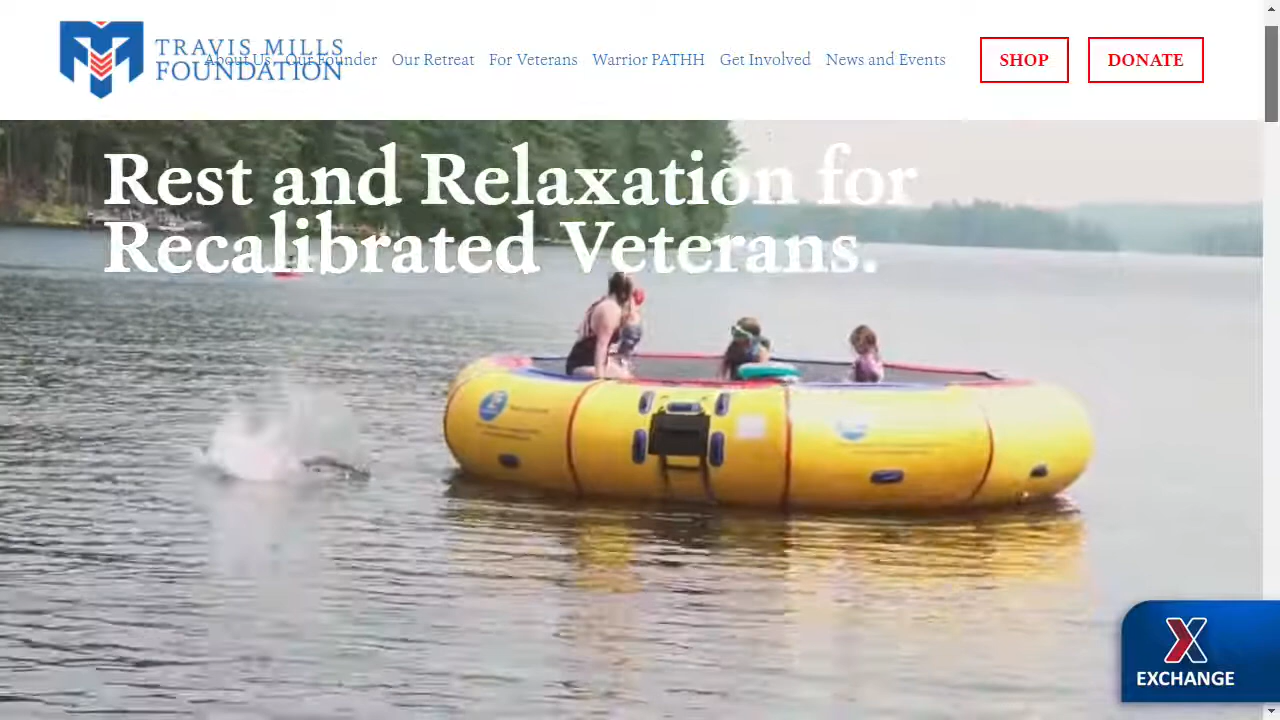 TRAVIS MILLS
FOUNDATION
About Us
Our Founder
Our Retreat
For Veterans
Warrior PATHH
Get Involved
News and Events
SHOP
DONATE
Rest and Relaxation for
Recalibrated Veterans.
EXCHANGE